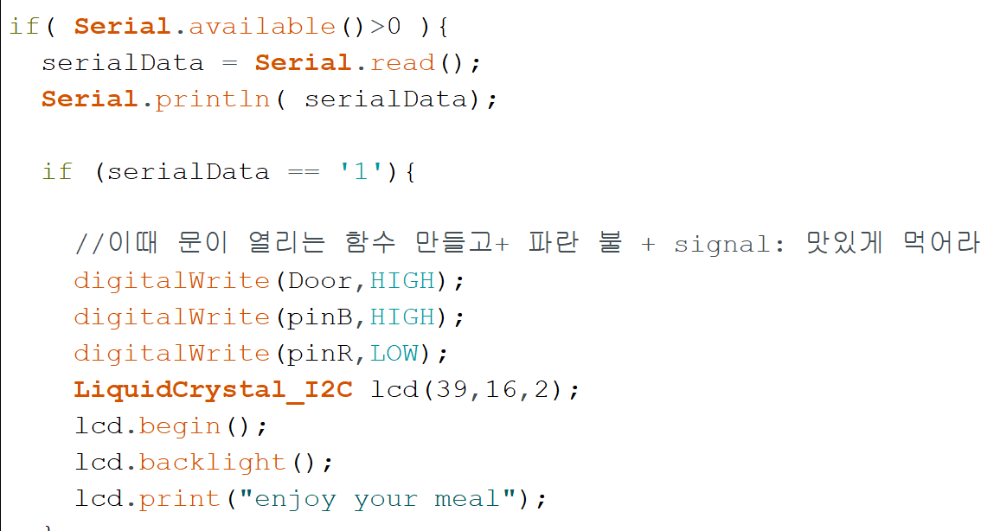 if( Serial.available()>0 ){
serialData = Serial.read();
Serial.println( serialData);
if (serialData == '1'){
//이때 문이 열리는 함수 만들고+ 파란 불 + signal: 맛있게 먹어라
digitalWrite(Door,HIGH);
digitalWrite(pinB,HIGH);
digitalWrite(pinR,LOW);
LiquidCrystal_I2C lcd(39,16,2);
lcd.begin();
lcd.backlight();
lcd.print("enjoy your meal");